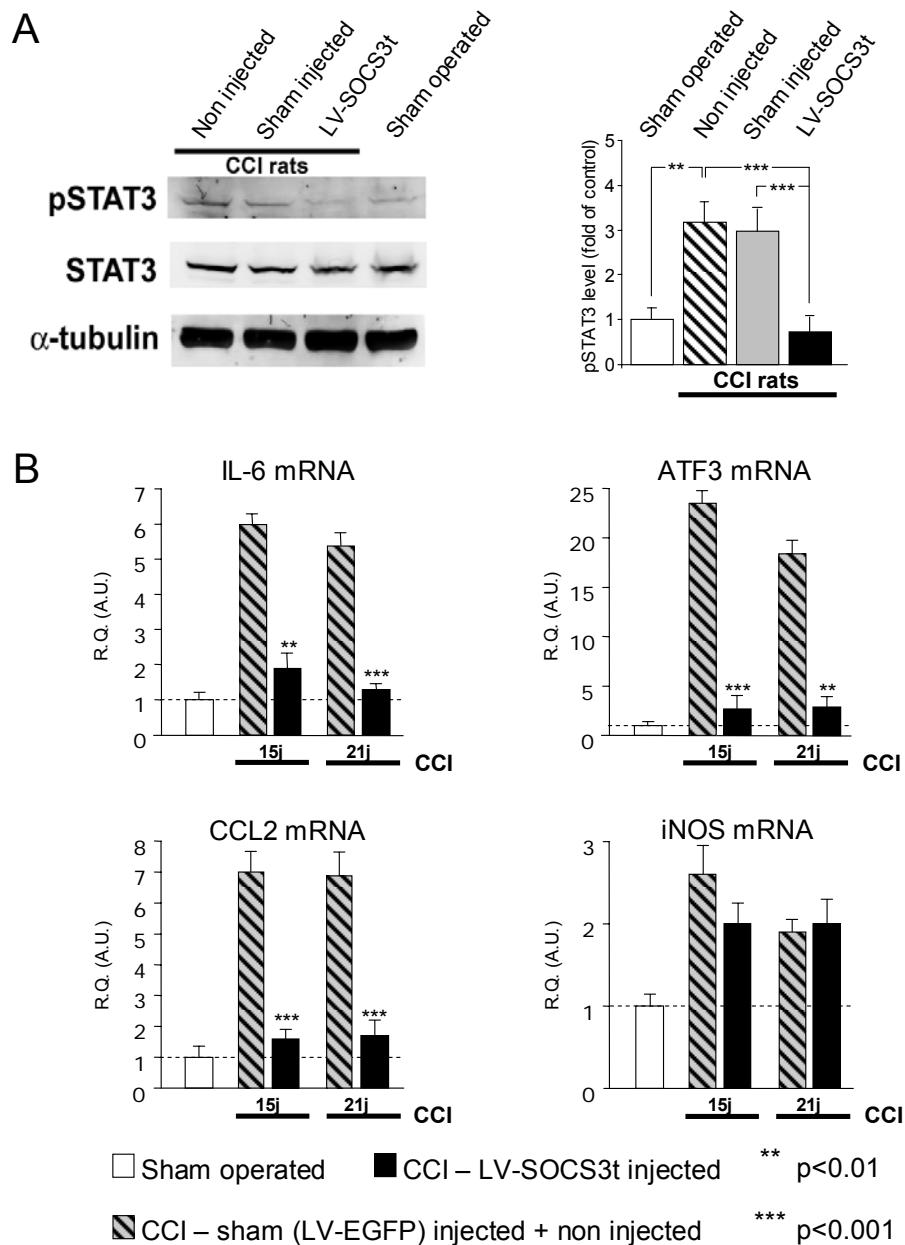 A
Non injected
Sham injected
LV-SOCS3t
Sham operated
CCI rats
pSTAT3
STAT3
α-tubulin
Sham operated
Non injected
Sham injected
LV-SOCS3t
pSTAT3 level (fold of control)
5
4
3
2
1
0
**
***
***
CCI rats
B
IL-6 mRNA
R.Q. (A.U.)
7
6
5
4
3
2
1
0
**
***
15j
21j
CCI
ATF3 mRNA
R.Q. (A.U.)
25
20
15
10
5
0
***
**
15j
21j
CCI
CCL2 mRNA
R.Q. (A.U.)
8
7
6
5
4
3
2
1
0
***
***
15j
21j
CCI
iNOS mRNA
R.Q. (A.U.)
3
2
1
0
15j
21j
CCI
Sham operated
CCI – LV-SOCS3t injected
** p<0.01
CCI – sham (LV-EGFP) injected + non injected
*** p<0.001